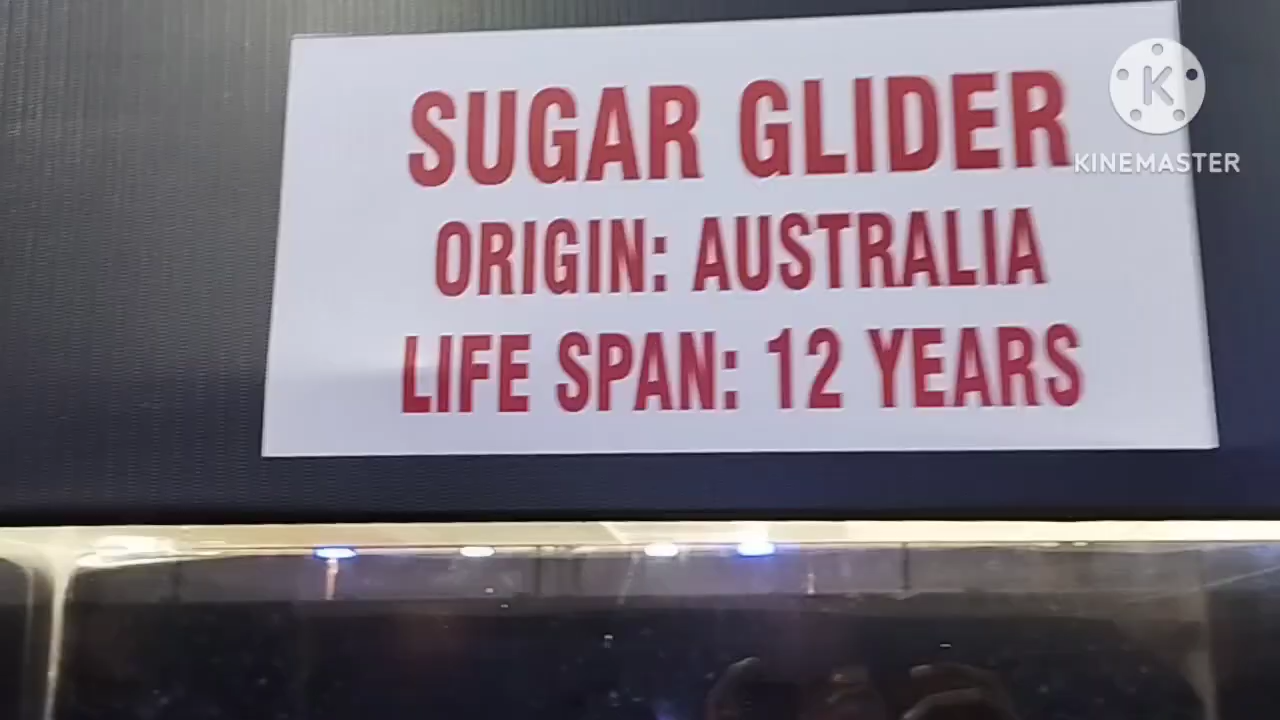 SUGAR GLIDER
ORIGIN: AUSTRALIA
LIFE SPAN: 12 YEARS
K
KINEMASTER